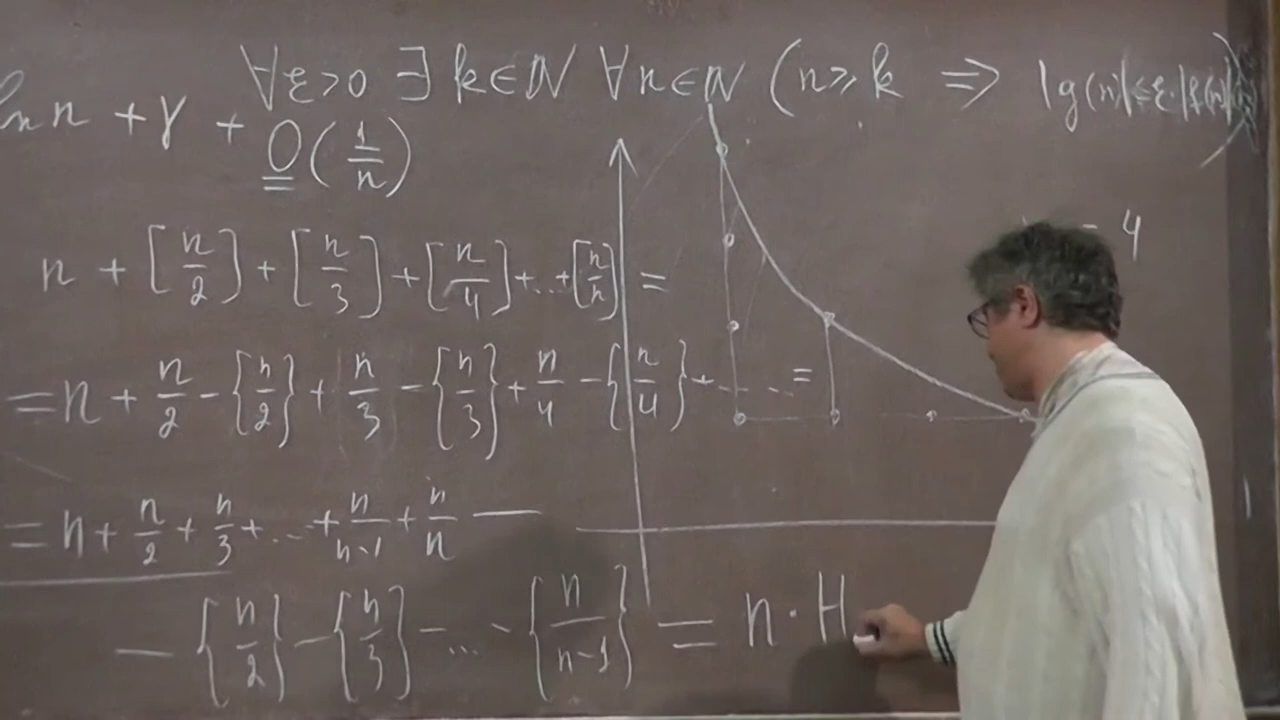 ∀ε>0 ∃ k∈ℕ ∀n∈ℕ (n⩾k ⇒ |g(n)|≤ε·|f(n)|)
ln n + γ + O(1/n)
= 4
n + [n/2] + [n/3] + [n/4] + ... + [n/n] =
= n + n/2 - {n/2} + n/3 - {n/3} + n/4 - {n/4} + ... =
= n + n/2 + n/3 + ... + n/(n-1) + n/n —
— {n/2} - {n/3} - ... - {n/(n-1)} = n · H